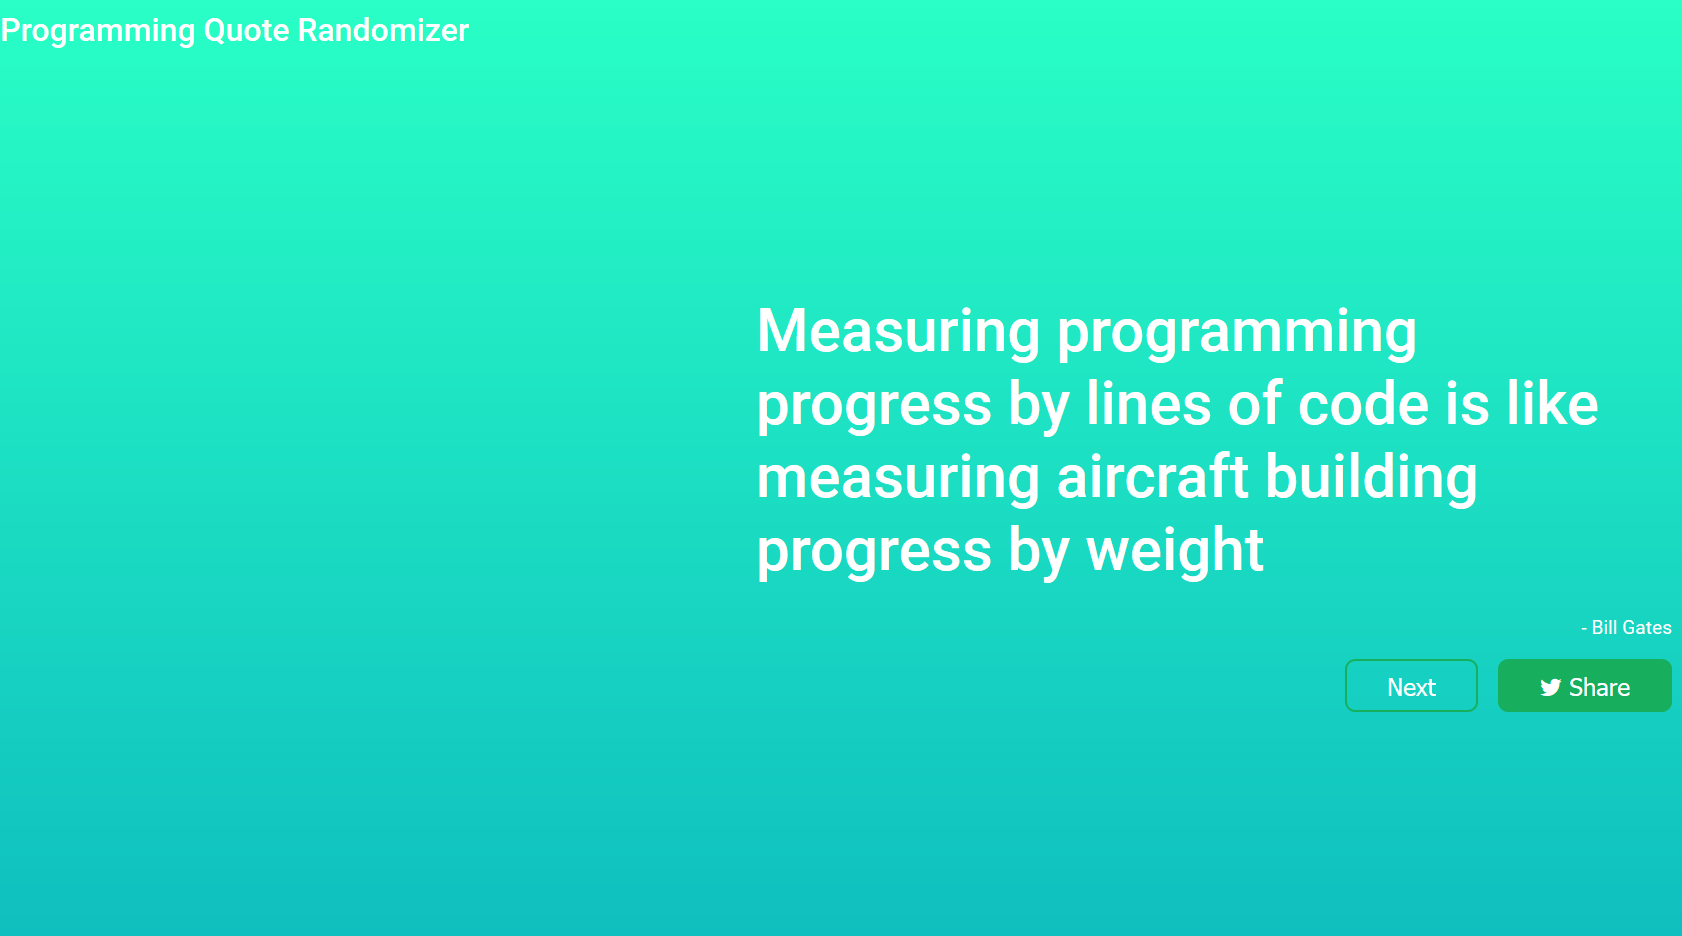 Programming Quote Randomizer
Measuring programming
progress by lines of code is like
measuring aircraft building
progress by weight
- Bill Gates
Next
Share